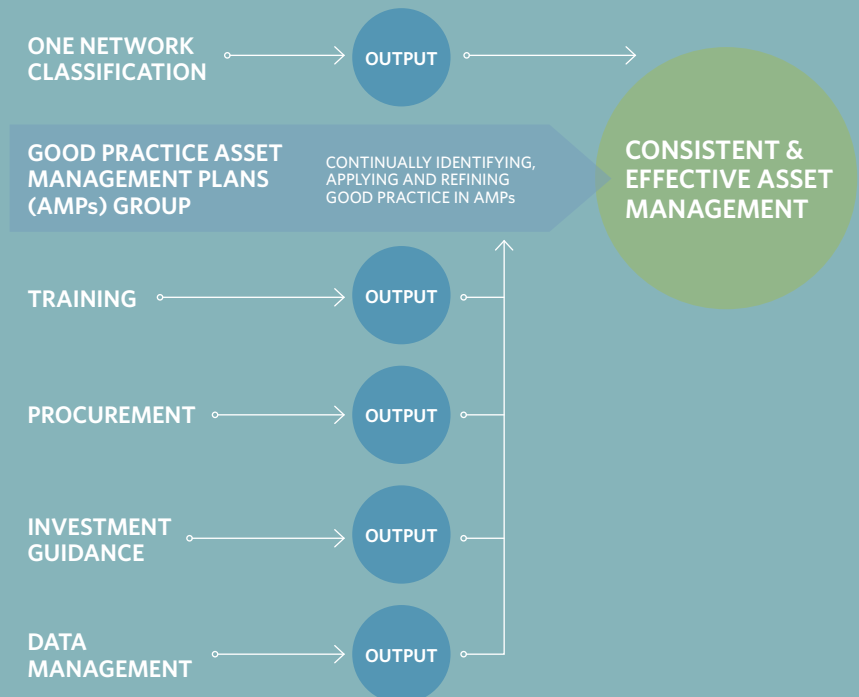 ONE NETWORK
CLASSIFICATION
OUTPUT
GOOD PRACTICE ASSET
MANAGEMENT PLANS
(AMPs) GROUP
CONTINUALLY IDENTIFYING,
APPLYING AND REFINING
GOOD PRACTICE IN AMPs
CONSISTENT &
EFFECTIVE ASSET
MANAGEMENT
TRAINING
OUTPUT
PROCUREMENT
OUTPUT
INVESTMENT
GUIDANCE
OUTPUT
DATA
MANAGEMENT
OUTPUT